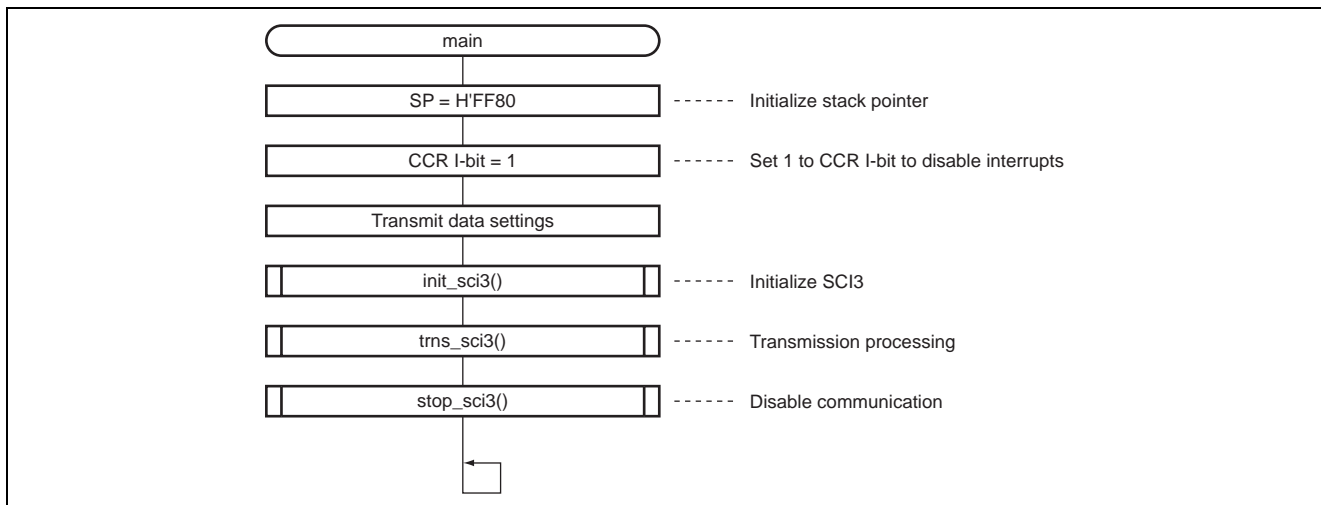 main
SP = H'FF80 ------ Initialize stack pointer
CCR I-bit = 1 ------ Set 1 to CCR I-bit to disable interrupts
Transmit data settings
init_sci3() ------ Initialize SCI3
trns_sci3() ------ Transmission processing
stop_sci3() ------ Disable communication